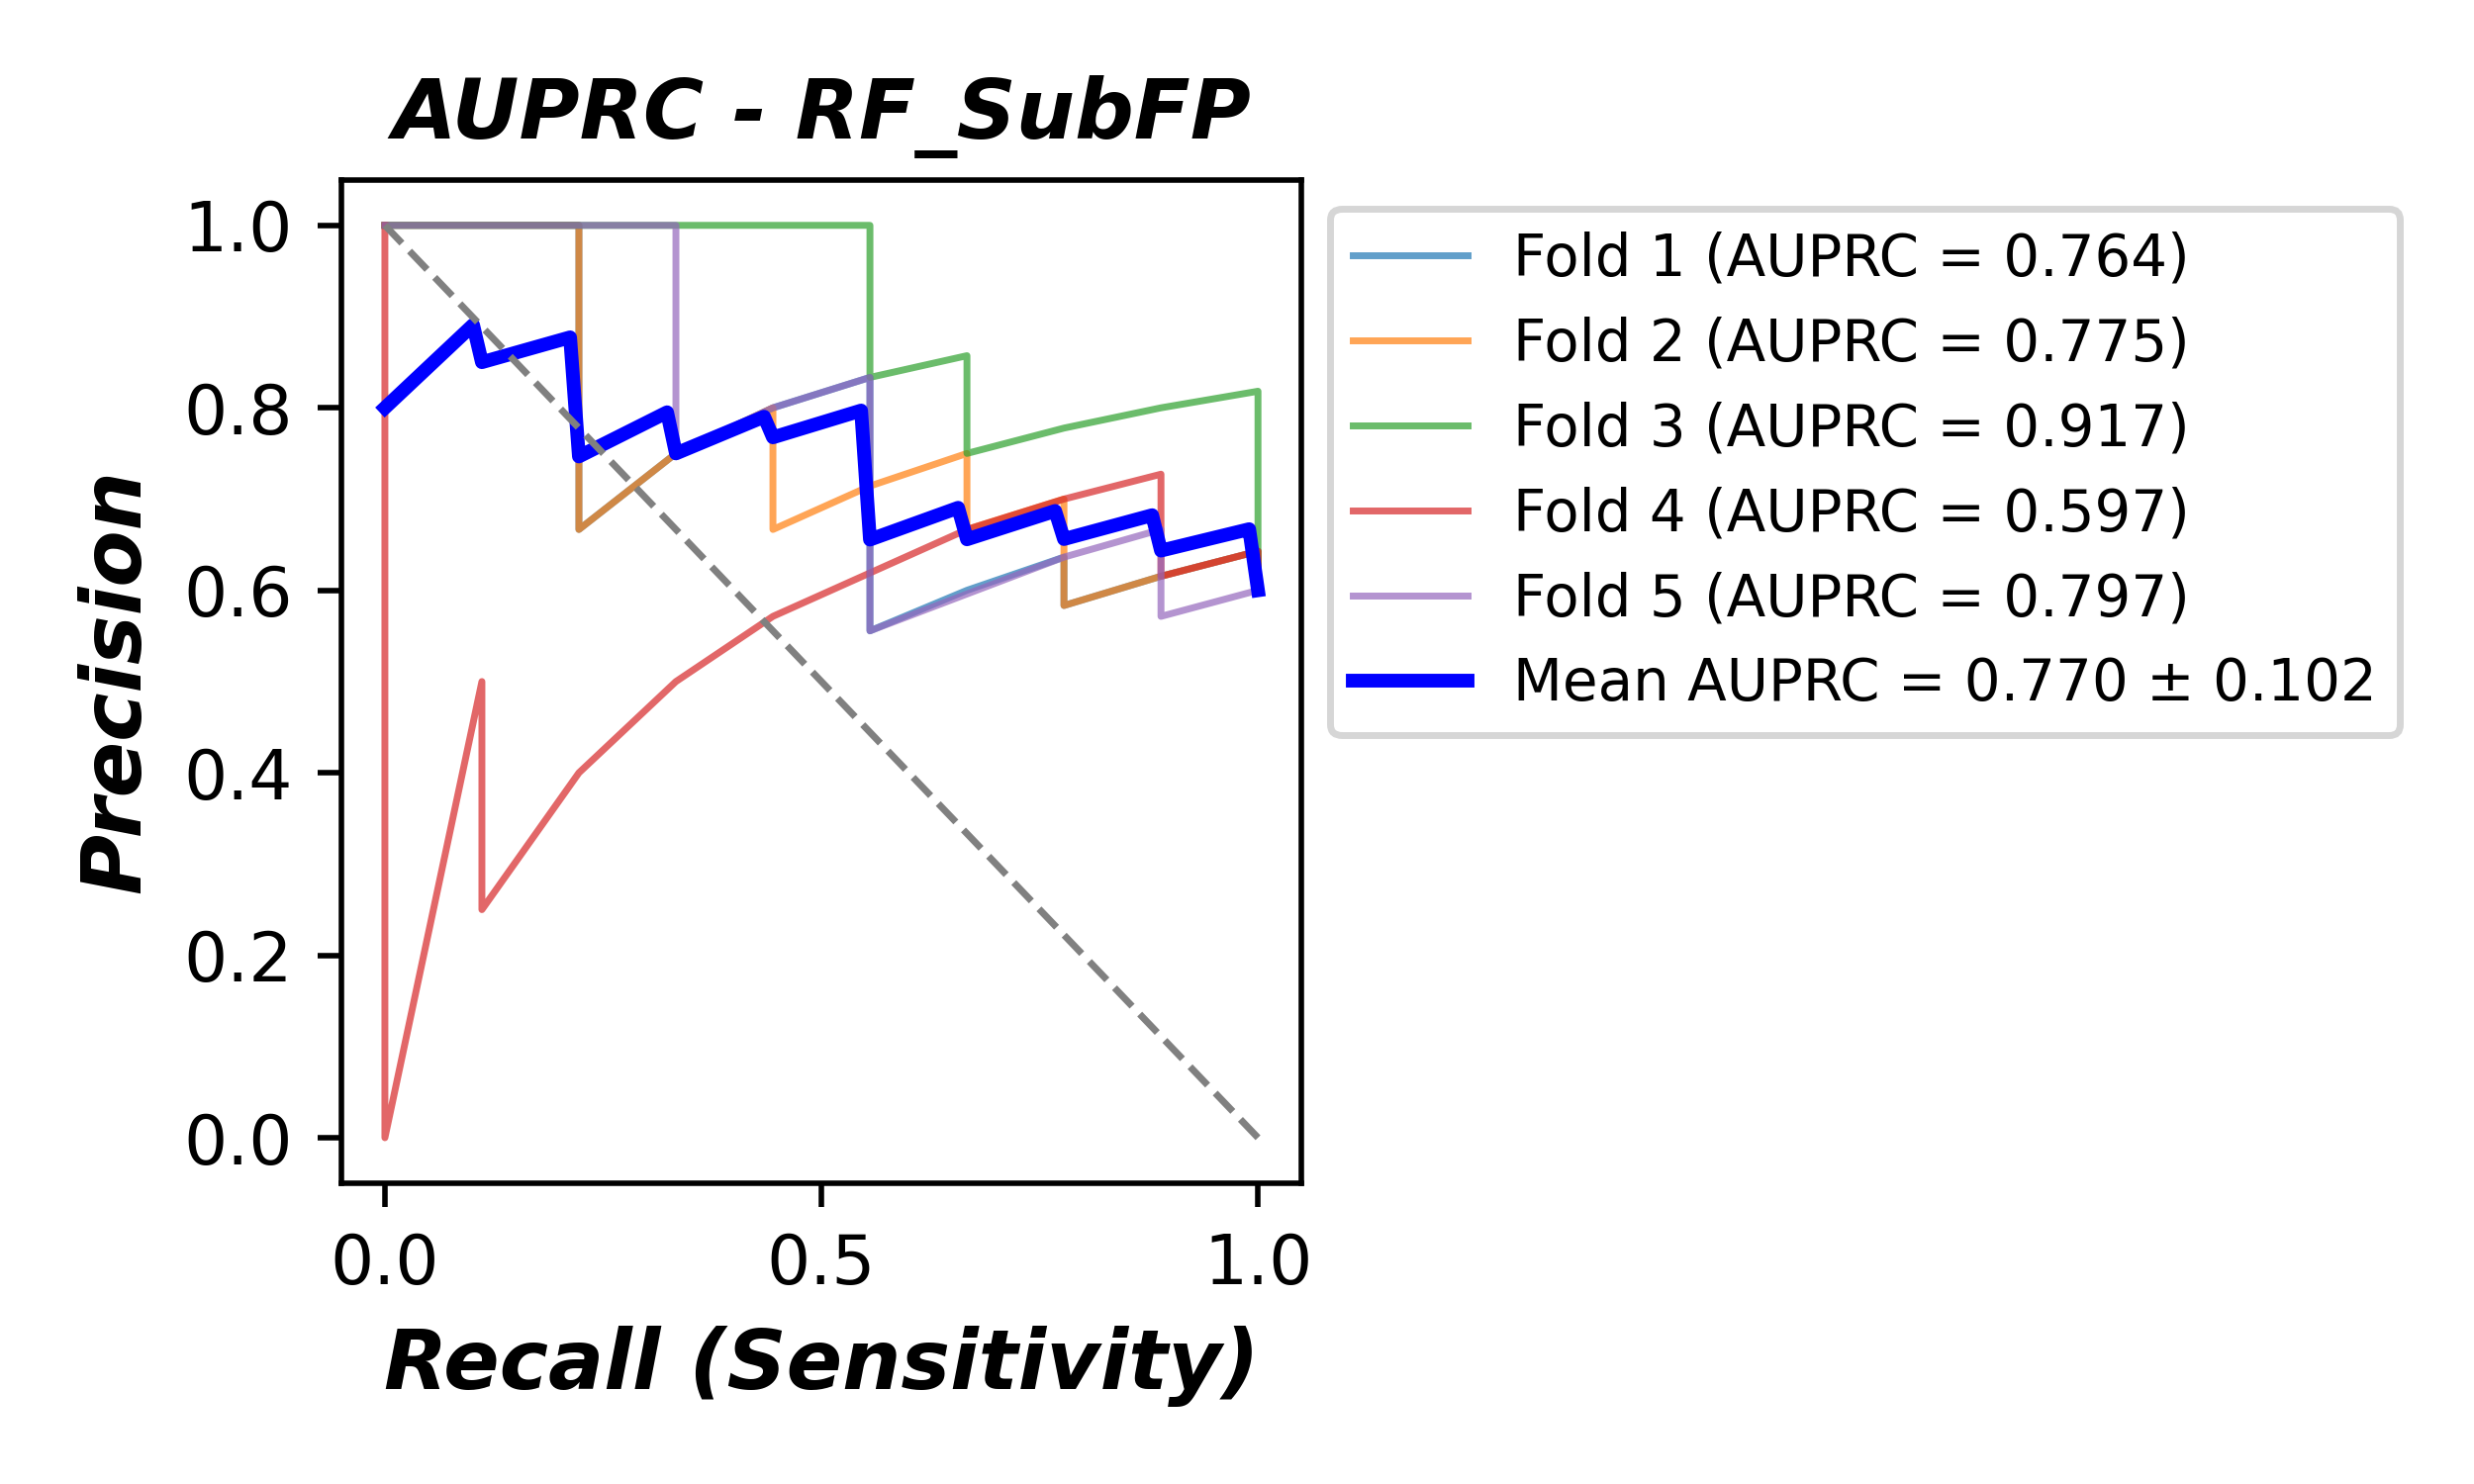 AUPRC - RF_SubFP
Precision
1.0
0.8
0.6
0.4
0.2
0.0
0.0
0.5
1.0
Recall (Sensitivity)
Fold 1 (AUPRC = 0.764)
Fold 2 (AUPRC = 0.775)
Fold 3 (AUPRC = 0.917)
Fold 4 (AUPRC = 0.597)
Fold 5 (AUPRC = 0.797)
Mean AUPRC = 0.770 ± 0.102